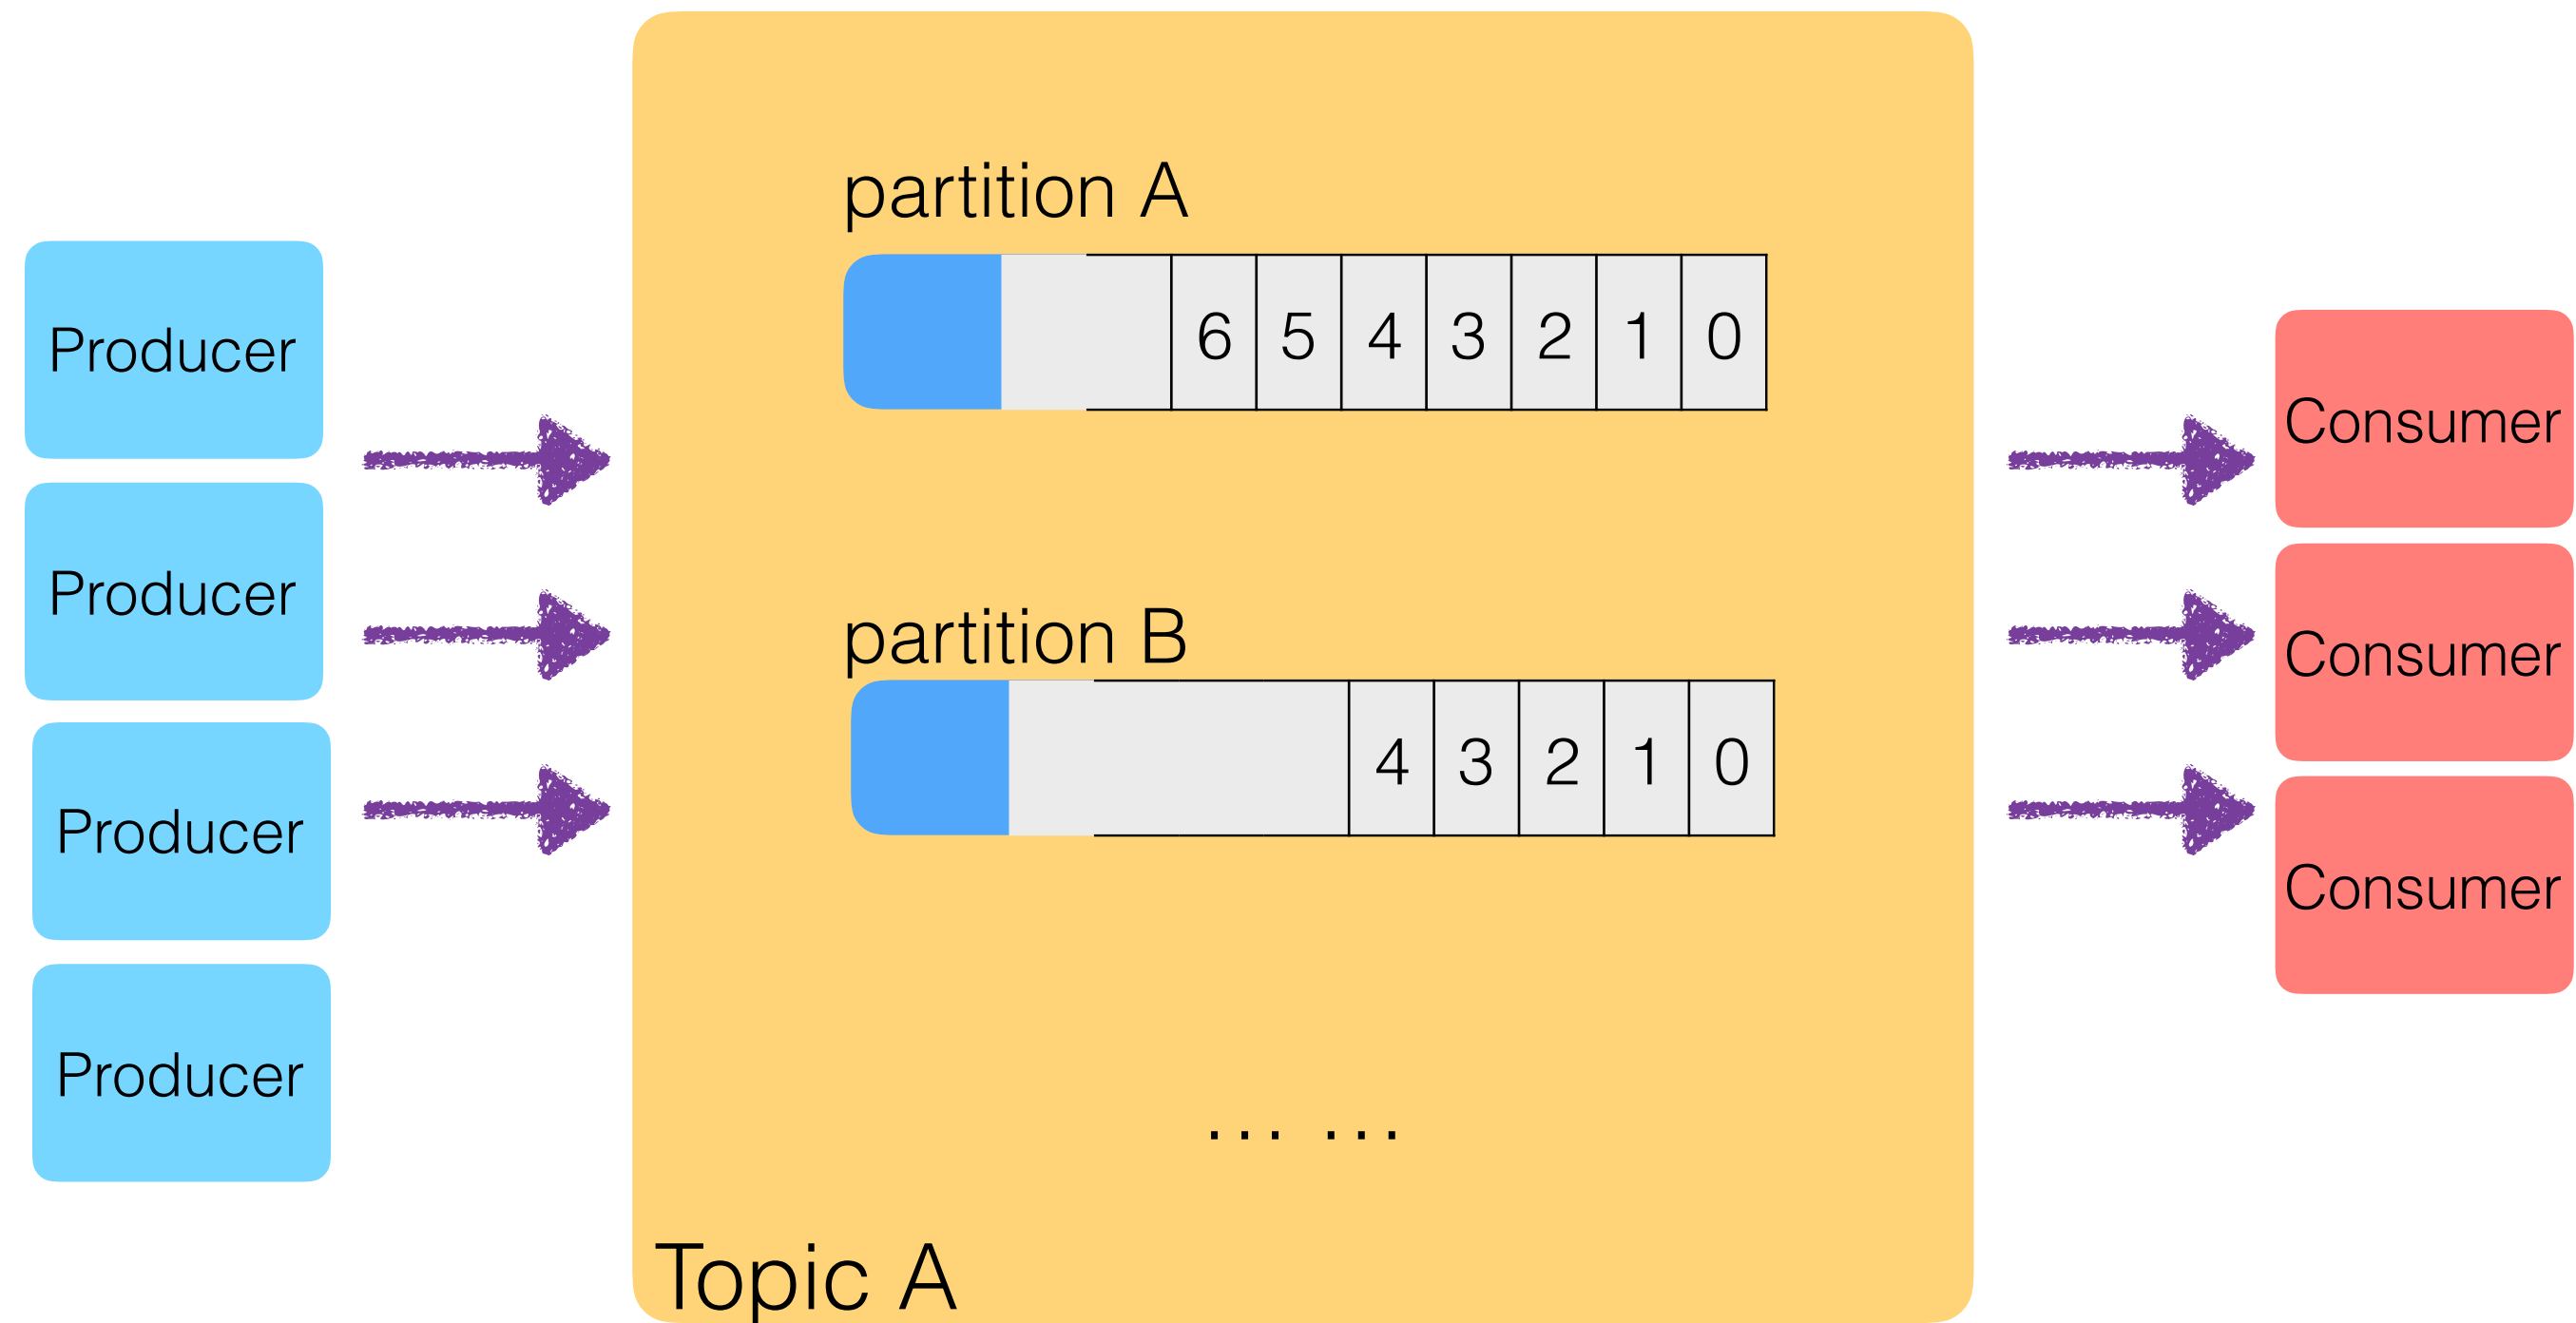 Producer
Producer
Producer
Producer
partition A
6 5 4 3 2 1 0
partition B
4 3 2 1 0
... ...
Topic A
Consumer
Consumer
Consumer